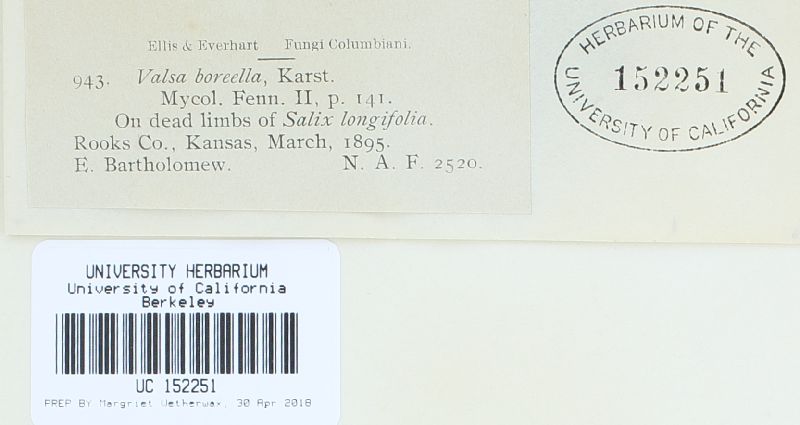 Ellis & Everhart Fungi Columbiani.
943. Valsa boreella, Karst.
Mycol. Fenn. II, p. 141.
On dead limbs of Salix longifolia.
Rooks Co., Kansas, March, 1895.
E. Bartholomew. N. A. F. 2520.
HERBARIUM OF THE
152251
UNIVERSITY OF CALIFORNIA
UNIVERSITY HERBARIUM
University of California
Berkeley
UC 152251
PREP BY Margriet Wetherwax, 30 Apr 2018